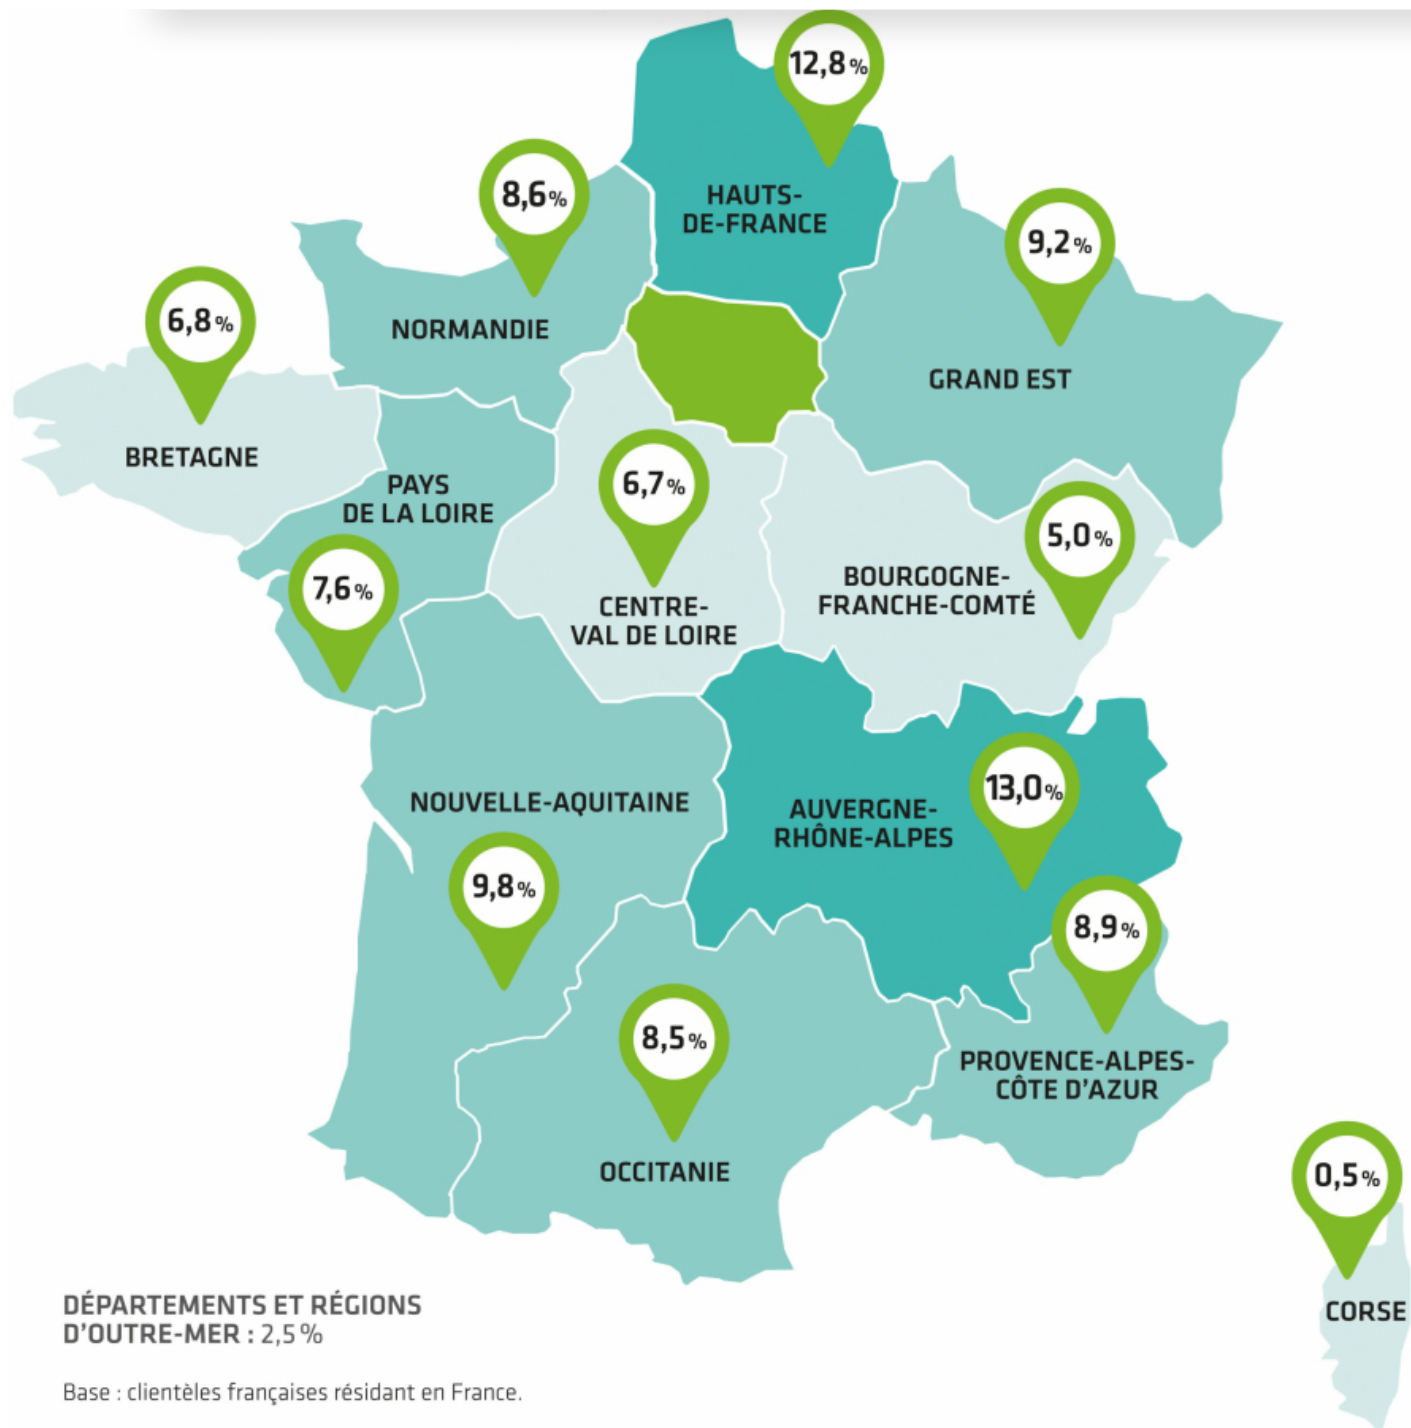 12,8 %
8,6 %
HAUTS-
DE-FRANCE
9,2 %
6,8 %
NORMANDIE
GRAND EST
BRETAGNE
PAYS
DE LA LOIRE
6,7 %
5,0 %
7,6 %
BOURGOGNE-
FRANCHE-COMTÉ
CENTRE-
VAL DE LOIRE
NOUVELLE-AQUITAINE
13,0 %
AUVERGNE-
RHÔNE-ALPES
9,8 %
8,9 %
8,5 %
PROVENCE-ALPES-
CÔTE D'AZUR
OCCITANIE
0,5 %
CORSE
DÉPARTEMENTS ET RÉGIONS
D'OUTRE-MER : 2,5 %
Base : clientèles françaises résidant en France.